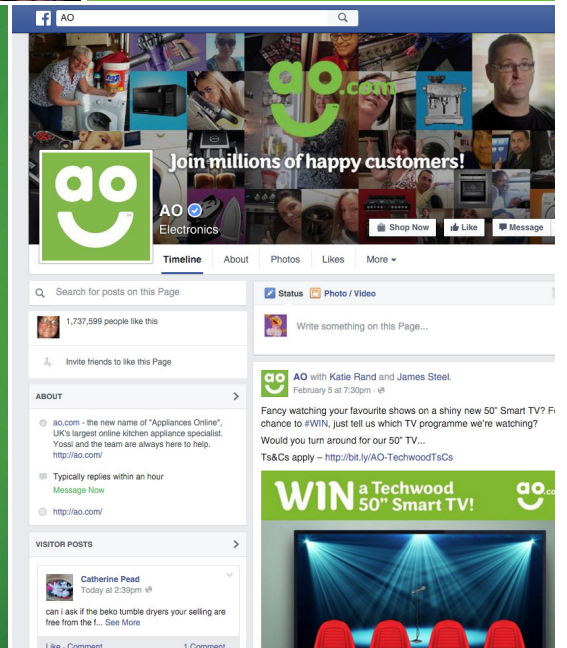 AO
ao.com
Join millions of happy customers!
ao
AO
Electronics
Shop Now
Like
Message
Timeline
About
Photos
Likes
More
Search for posts on this Page
1,737,599 people like this
Invite friends to like this Page
ABOUT
ao.com - the new name of "Appliances Online",
UK's largest online kitchen appliance specialist.
Yossi and the team are always here to help.
http://ao.com/
Typically replies within an hour
Message Now
http://ao.com/
VISITOR POSTS
Catherine Pead
Today at 2:39pm
can i ask if the beko tumble dryers your selling are
free from the f... See More
Like · Comment
1 Comment
Status
Photo / Video
Write something on this Page...
ao
AO with Katie Rand and James Steel.
February 5 at 7:30pm ·
Fancy watching your favourite shows on a shiny new 50" Smart TV? F
chance to #WIN, just tell us which TV programme we're watching?
Would you turn around for our 50" TV...
Ts&Cs apply – http://bit.ly/AO-TechwoodTsCs
WIN a Techwood
50" Smart TV!
ao.co